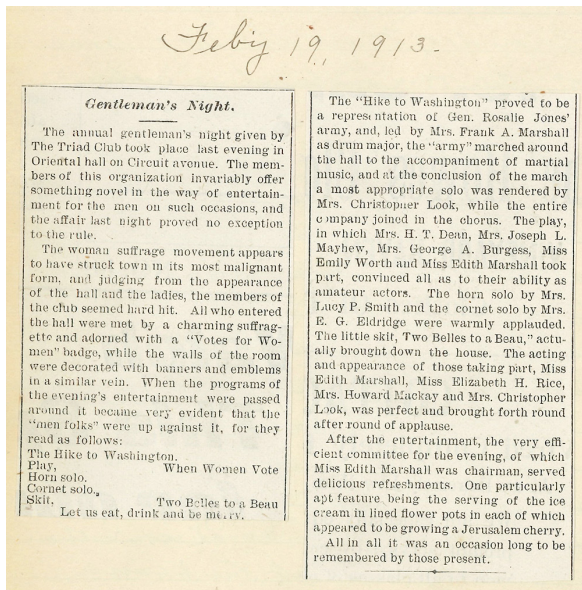 Feb'y 19, 1913.
Gentleman's Night.
The annual gentleman's night given by
The Triad Club took place last evening in
Oriental hall on Circuit avenue. The mem-
bers of this organization invariably offer
something novel in the way of entertain-
ment for the men on such occasions, and
the affair last night proved no exception
to the rule.
The woman suffrage movement appears
to have struck town in its most malignant
form, and judging from the appearance
of the hall and the ladies, the members of
the club seemed hard hit. All who entered
the hall were met by a charming suffrag-
ette and adorned with a "Votes for Wo-
men" badge, while the walls of the room
were decorated with banners and emblems
in a similar vein. When the programs of
the evening's entertainment were passed
around it became very evident that the
"men folks" were up against it, for they
read as follows:
The Hike to Washington.
Play, When Women Vote
Horn solo.
Cornet solo.
Skit, Two Belles to a Beau
Let us eat, drink and be merry.
The "Hike to Washington" proved to be
a representation of Gen. Rosalie Jones'
army, and, led by Mrs. Frank A. Marshall
as drum major, the "army" marched around
the hall to the accompaniment of martial
music, and at the conclusion of the march
a most appropriate solo was rendered by
Mrs. Christopher Look, while the entire
company joined in the chorus. The play,
in which Mrs. H. T. Dean, Mrs. Joseph L.
Mayhew, Mrs. George A. Burgess, Miss
Emily Worth and Miss Edith Marshall took
part, convinced all as to their ability as
amateur actors. The horn solo by Mrs.
Lucy P. Smith and the cornet solo by Mrs.
E. G. Eldridge were warmly applauded.
The little skit, Two Belles to a Beau," actu-
ally brought down the house. The acting
and appearance of those taking part, Miss
Edith Marshall, Miss Elizabeth H. Rice,
Mrs. Howard Mackay and Mrs. Christopher
Look, was perfect and brought forth round
after round of applause.
After the entertainment, the very effi-
cient committee for the evening, of which
Miss Edith Marshall was chairman, served
delicious refreshments. One particularly
apt feature being the serving of the ice
cream in lined flower pots in each of which
appeared to be growing a Jerusalem cherry.
All in all it was an occasion long to be
remembered by those present.